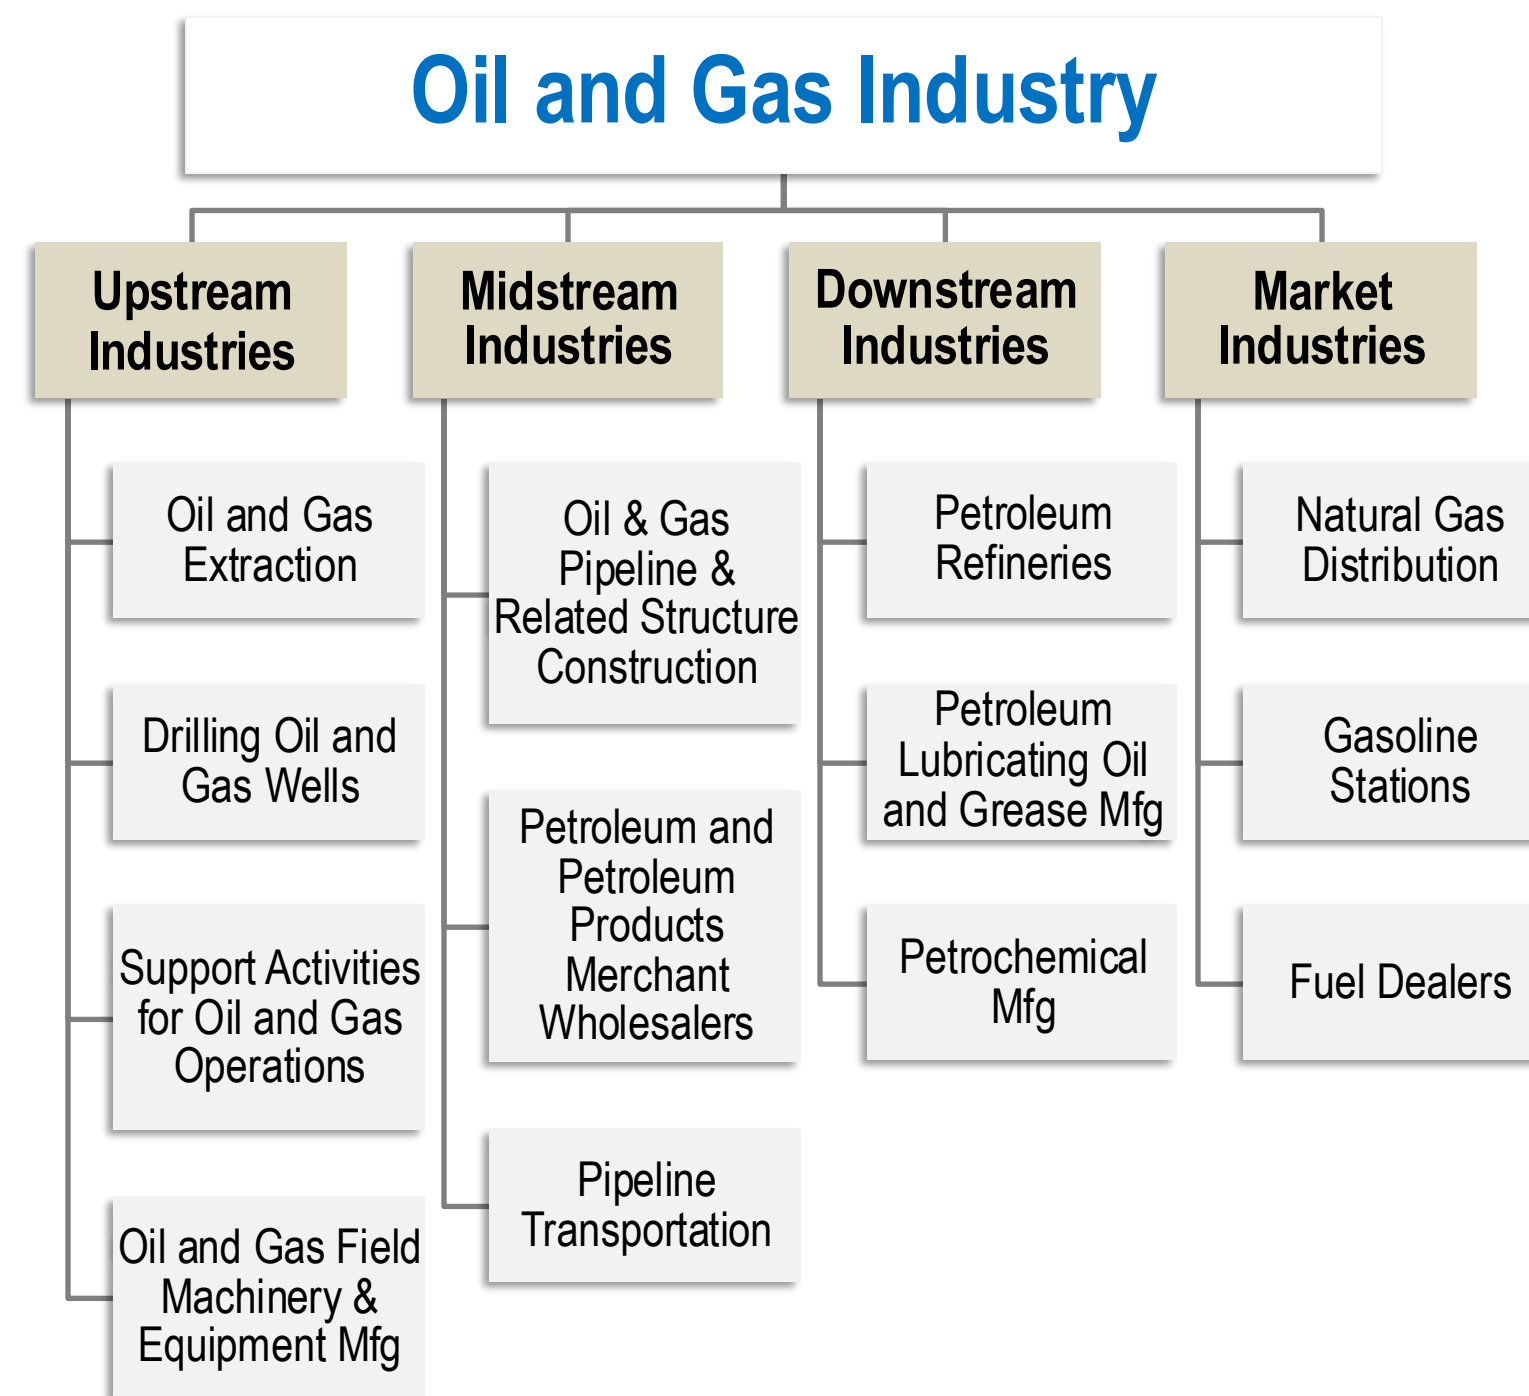 Oil and Gas Industry
Upstream
Industries
Oil and Gas
Extraction
Drilling Oil and
Gas Wells
Support Activities
for Oil and Gas
Operations
Oil and Gas Field
Machinery &
Equipment Mfg
Midstream
Industries
Oil & Gas
Pipeline &
Related Structure
Construction
Petroleum and
Petroleum
Products
Merchant
Wholesalers
Pipeline
Transportation
Downstream
Industries
Petroleum
Refineries
Petroleum
Lubricating Oil
and Grease Mfg
Petrochemical
Mfg
Market
Industries
Natural Gas
Distribution
Gasoline
Stations
Fuel Dealers